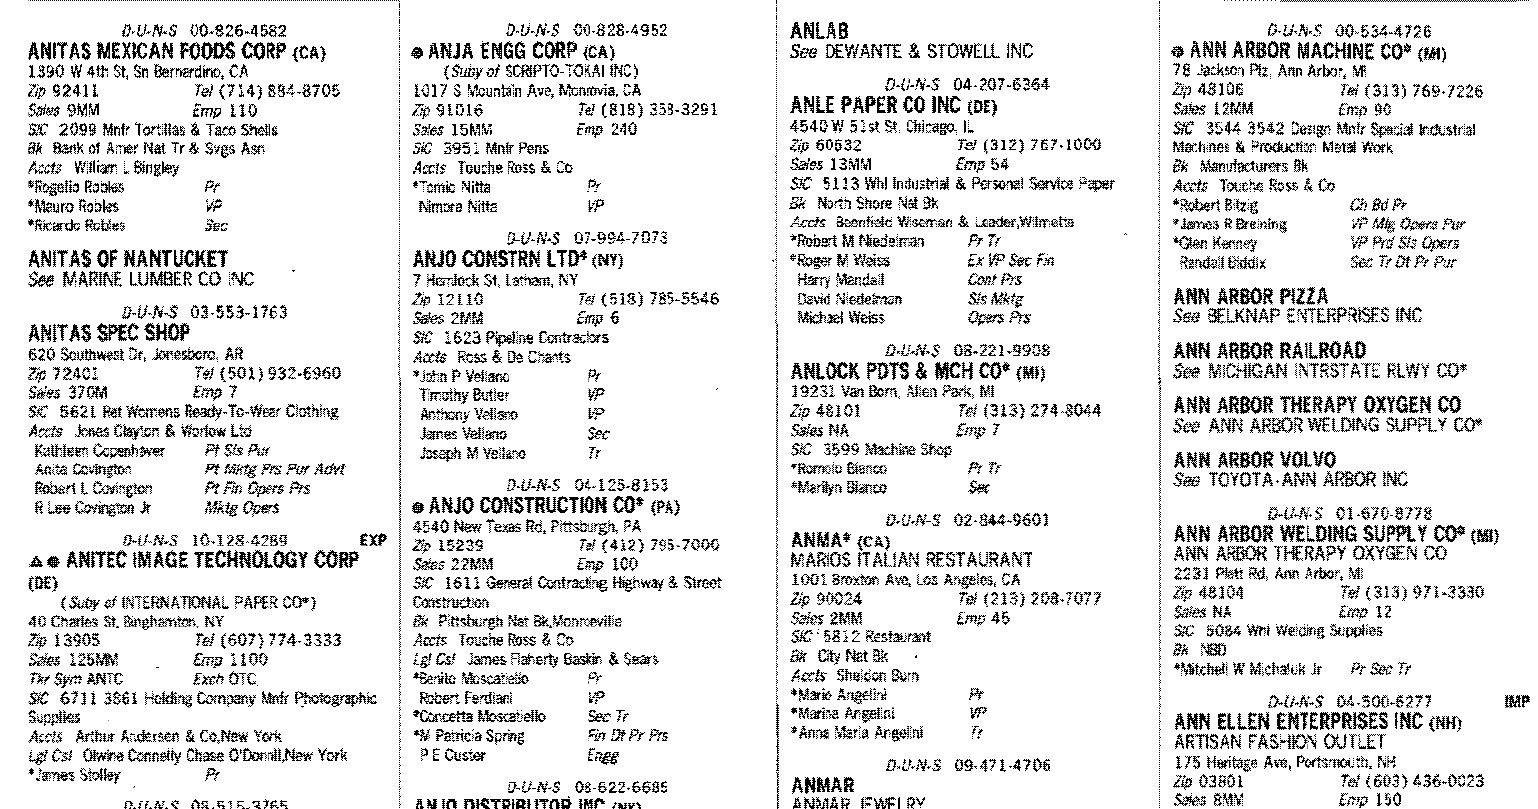 D-U-N-S 00-826-4582
ANITAS MEXICAN FOODS CORP (CA)
1390 W 4th St, Sn Bernardino, CA
Zip 92411 Tel (714) 884-8705
Sales 9MM Emp 110
SIC 2099 Mnfr Tortillas & Taco Shells
Bk Bank of Amer Nat Tr & Svgs Asn
Accts William L Bingley
*Rogelio Robles Pr
*Mauro Robles VP
*Ricardo Robles Sec
ANITAS OF NANTUCKET
See MARINE LUMBER CO INC
D-U-N-S 03-553-1763
ANITAS SPEC SHOP
620 Southwest Dr, Jonesboro, AR
Zip 72401 Tel (501) 932-6960
Sales 370M Emp 7
SIC 5621 Ret Womens Ready-To-Wear Clothing
Accts Jones Clayton & Worlow Ltd
Kathleen Copenhaver Pt Sls Pur
Anita Covington Pt Mktg Prs Pur Advt
Robert L Covington Pt Fin Opers Prs
R Lee Covington Jr Mktg Opers
D-U-N-S 10-128-4289 EXP
ANITEC IMAGE TECHNOLOGY CORP
(DE)
(Suby of INTERNATIONAL PAPER CO*)
40 Charles St, Binghamton, NY
Zip 13905 Tel (607) 774-3333
Sales 125MM Emp 1100
Tkr Sym ANTC Exch OTC
SIC 6711 3861 Holding Company Mnfr Photographic
Supplies
Accts Arthur Andersen & Co,New York
Lgl Csl Olwine Connelly Chase O'Donnll,New York
*James Stolley Pr
D-U-N-S 08-515-3765
D-U-N-S 00-828-4952
ANJA ENGG CORP (CA)
(Suby of SCRIPTO-TOKAI INC)
1017 S Mountain Ave, Monrovia, CA
Zip 91016 Tel (818) 358-3291
Sales 15MM Emp 240
SIC 3951 Mnfr Pens
Accts Touche Ross & Co
*Tomio Nitta Pr
Nimora Nitta VP
D-U-N-S 07-994-7073
ANJO CONSTRN LTD* (NY)
7 Hemlock St, Latham, NY
Zip 12110 Tel (518) 785-5546
Sales 2MM Emp 6
SIC 1623 Pipeline Contractors
Accts Ross & De Chants
*John P Vellano Pr
Timothy Butler VP
Anthony Vellano VP
James Vellano Sec
Joseph M Vellano Tr
D-U-N-S 04-125-8153
ANJO CONSTRUCTION CO* (PA)
4540 New Texas Rd, Pittsburgh, PA
Zip 15239 Tel (412) 795-7000
Sales 22MM Emp 100
SIC 1611 General Contracting Highway & Street
Construction
Bk Pittsburgh Nat Bk,Monroeville
Accts Touche Ross & Co
Lgl Csl James Flaherty Baskin & Sears
*Benito Moscatiello Pr
Robert Ferdiani VP
*Concetta Moscatiello Sec Tr
*M Patricia Spring Fin Dt Pr Prs
P E Custer Engg
D-U-N-S 08-622-6685
ANJO DISTRIBUTOR INC (NY)
ANLAB
See DEWANTE & STOWELL INC
D-U-N-S 04-207-6364
ANLE PAPER CO INC (DE)
4540 W 51st St, Chicago, IL
Zip 60632 Tel (312) 767-1000
Sales 13MM Emp 54
SIC 5113 Whl Industrial & Personal Service Paper
Bk North Shore Nat Bk
Accts Beenfield Wiseman & Leader,Wilmette
*Robert M Niedelman Pr Tr
*Roger M Weiss Ex VP Sec Fin
Harry Mandall Cont Prs
David Niedelman Sls Mktg
Michael Weiss Opers Prs
D-U-N-S 08-221-9908
ANLOCK PDTS & MCH CO* (MI)
19231 Van Born, Allen Park, MI
Zip 48101 Tel (313) 274-8044
Sales NA Emp 7
SIC 3599 Machine Shop
*Romolo Bianco Pr Tr
*Marilyn Bianco Sec
D-U-N-S 02-844-9601
ANMA* (CA)
MARIOS ITALIAN RESTAURANT
1001 Broxton Ave, Los Angeles, CA
Zip 90024 Tel (213) 208-7077
Sales 2MM Emp 45
SIC 5812 Restaurant
Bk City Nat Bk
Accts Sheldon Burn
*Mario Angelini Pr
*Marina Angelini VP
*Anna Maria Angelini Tr
D-U-N-S 09-471-4706
ANMAR
ANMAR JEWELRY
D-U-N-S 00-534-4726
ANN ARBOR MACHINE CO* (MI)
78 Jackson Plz, Ann Arbor, MI
Zip 48106 Tel (313) 769-7226
Sales 12MM Emp 90
SIC 3544 3542 Design Mnfr Special Industrial
Machines & Production Metal Work
Bk Manufacturers Bk
Accts Touche Ross & Co
*Robert Bitzig Ch Bd Pr
*James R Breining VP Mfg Opers Pur
*Glen Kenney VP Prd Sls Opers
Randall Biddix Sec Tr Dt Pr Pur
ANN ARBOR PIZZA
See BELKNAP ENTERPRISES INC
ANN ARBOR RAILROAD
See MICHIGAN INTRSTATE RLWY CO*
ANN ARBOR THERAPY OXYGEN CO
See ANN ARBOR WELDING SUPPLY CO*
ANN ARBOR VOLVO
See TOYOTA-ANN ARBOR INC
D-U-N-S 01-670-8778
ANN ARBOR WELDING SUPPLY CO* (MI)
ANN ARBOR THERAPY OXYGEN CO
2231 Platt Rd, Ann Arbor, MI
Zip 48104 Tel (313) 971-3330
Sales NA Emp 12
SIC 5084 Whl Welding Supplies
Bk NBD
*Mitchell W Michaluk Jr Pr Sec Tr
D-U-N-S 04-500-6277 IMP
ANN ELLEN ENTERPRISES INC (NH)
ARTISAN FASHION OUTLET
175 Heritage Ave, Portsmouth, NH
Zip 03801 Tel (603) 436-0023
Sales 8MM Emp 150